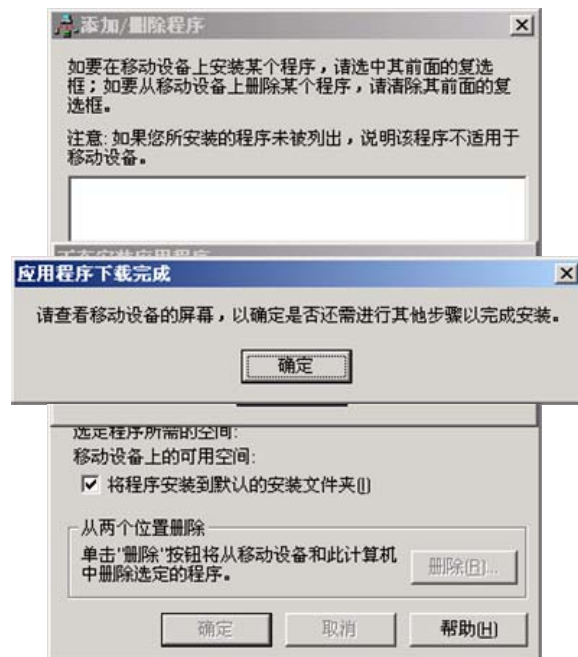 添加/删除程序
如要在移动设备上安装某个程序，请选中其前面的复选
框；如要从移动设备上删除某个程序，请清除其前面的复
选框。
注意:如果您所安装的程序未被列出，说明该程序不适用于
移动设备。
正在安装应用程序
应用程序下载完成
请查看移动设备的屏幕，以确定是否还需进行其他步骤以完成安装。
确定
选定程序所需的空间:
移动设备上的可用空间:
将程序安装到默认的安装文件夹(I)
从两个位置删除
单击"删除"按钮将从移动设备和此计算机
中删除选定的程序。
删除(R)...
确定 取消 帮助(H)